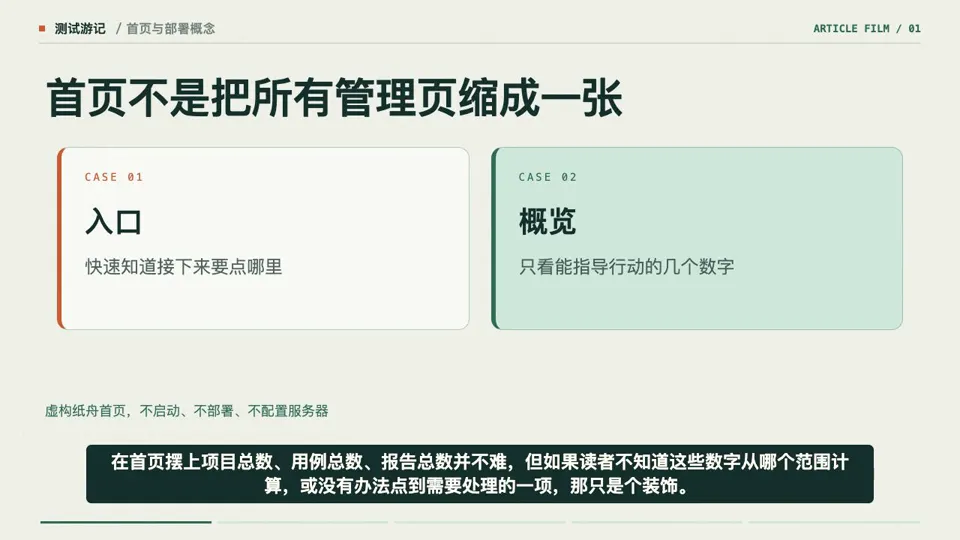 测试游记 / 首页与部署概念
ARTICLE FILM / 01
首页不是把所有管理页缩成一张
CASE 01
入口
快速知道接下来要点哪里
CASE 02
概览
只看能指导行动的几个数字
虚构纸舟首页，不启动、不部署、不配置服务器
在首页摆上项目总数、用例总数、报告总数并不难，但如果读者不知道这些数字从哪个范围计
算，或没有办法点到需要处理的一项，那只是个装饰。